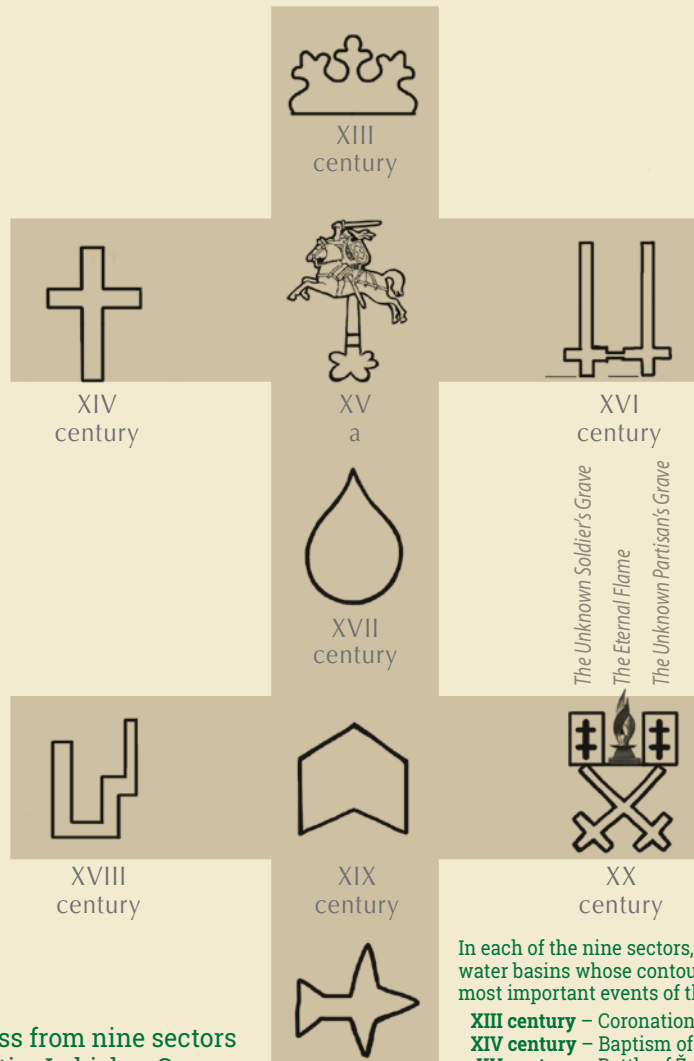 XIII
century
XIV
century
XV
a
XVI
century
The Unknown Soldier's Grave
The Eternal Flame
The Unknown Partisan's Grave
XVII
century
XVIII
century
XIX
century
XX
century
In each of the nine sectors,
water basins whose contou
most important events of th
XIII century – Coronation
XIV century – Baptism of
ss from nine sectors